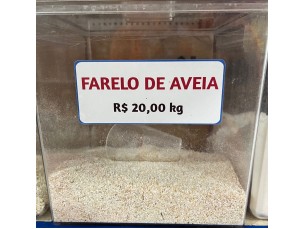 FARELO DE AVEIA
R$ 20,00 kg